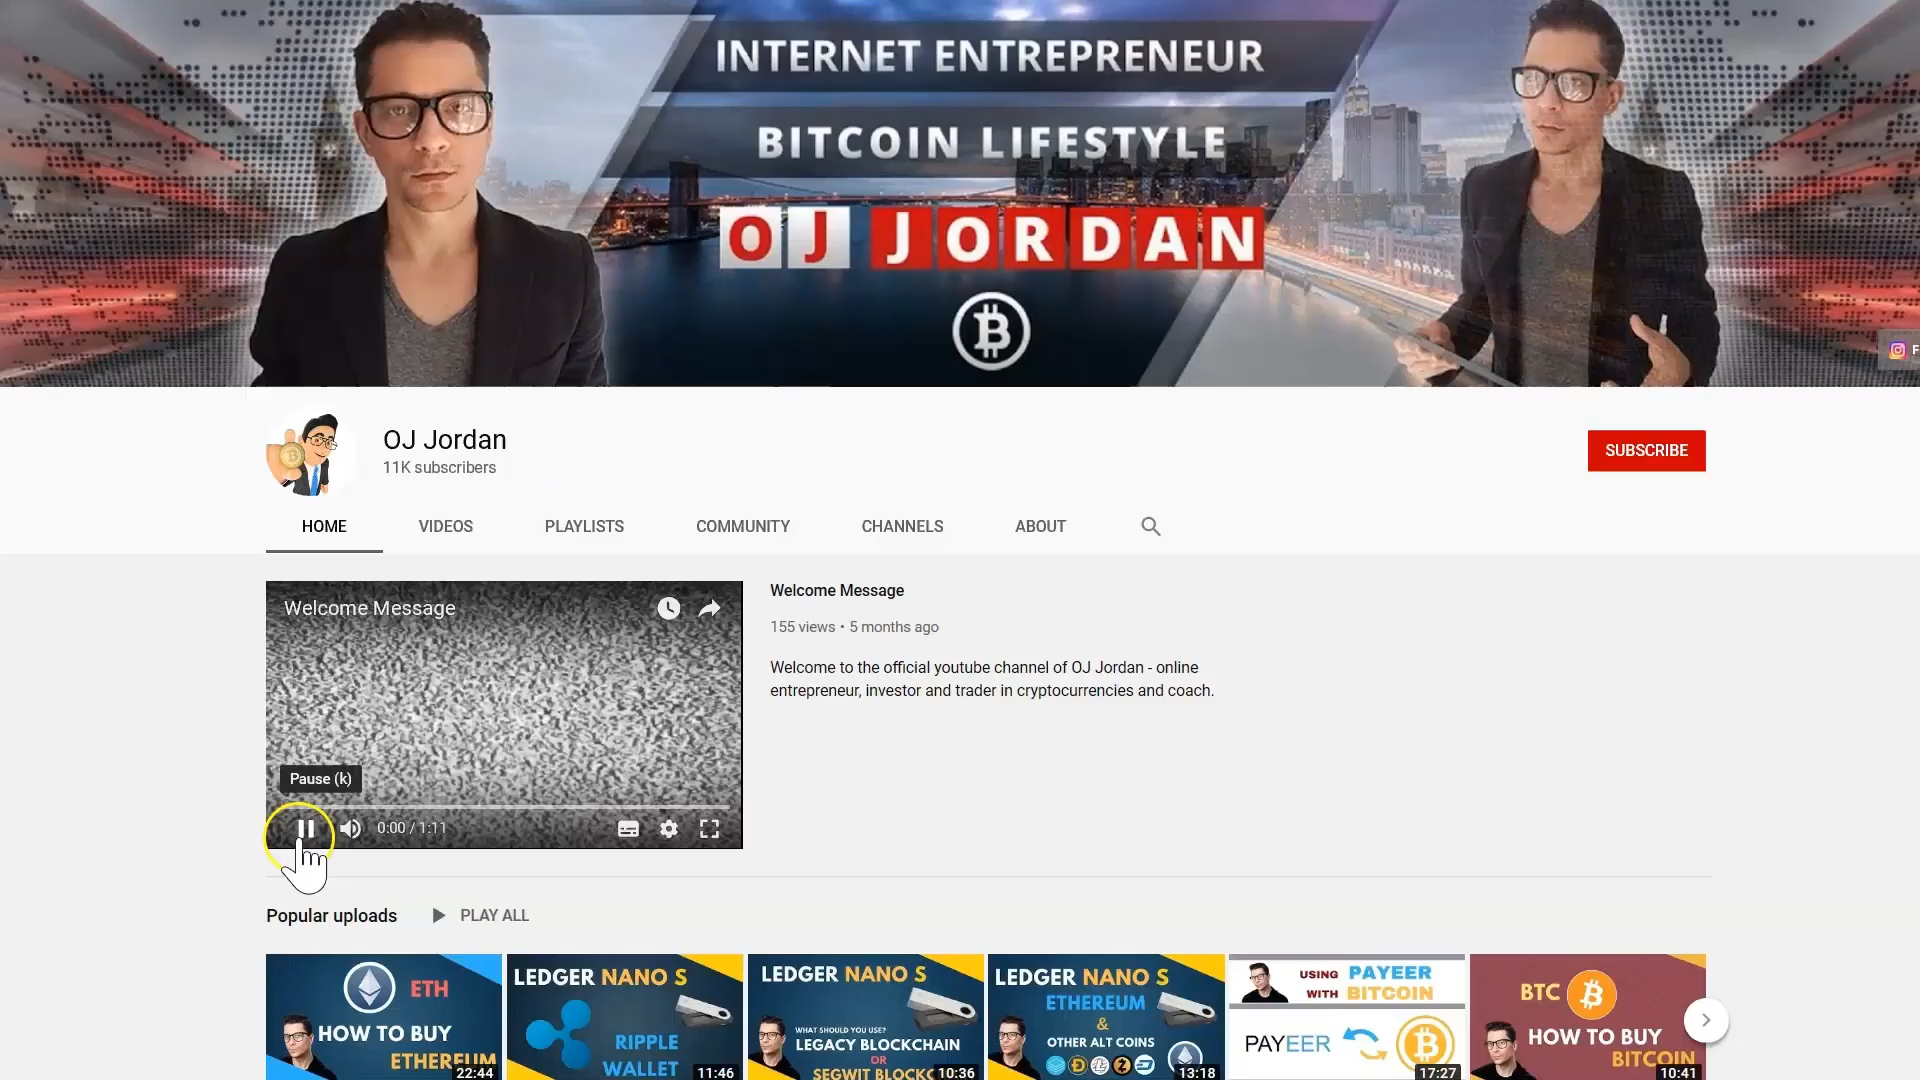 INTERNET ENTREPRENEUR
BITCOIN LIFESTYLE
OJ JORDAN
F
OJ Jordan
11K subscribers
SUBSCRIBE
HOME VIDEOS PLAYLISTS COMMUNITY CHANNELS ABOUT
Welcome Message
Welcome Message
155 views • 5 months ago
Welcome to the official youtube channel of OJ Jordan - online
entrepreneur, investor and trader in cryptocurrencies and coach.
Pause (k)
0:00 / 1:11
Popular uploads PLAY ALL
ETH
HOW TO BUY
ETHEREUM
22:44
LEDGER NANO S
RIPPLE
WALLET
11:46
LEDGER NANO S
WHAT SHOULD YOU USE?
LEGACY BLOCKCHAIN
OR
SEGWIT BLOCKC
10:36
LEDGER NANO S
ETHEREUM
&
OTHER ALT COINS
13:18
USING PAYEER
WITH BITCOIN
PAYEER
17:27
BTC
HOW TO BUY
BITCOIN
10:41